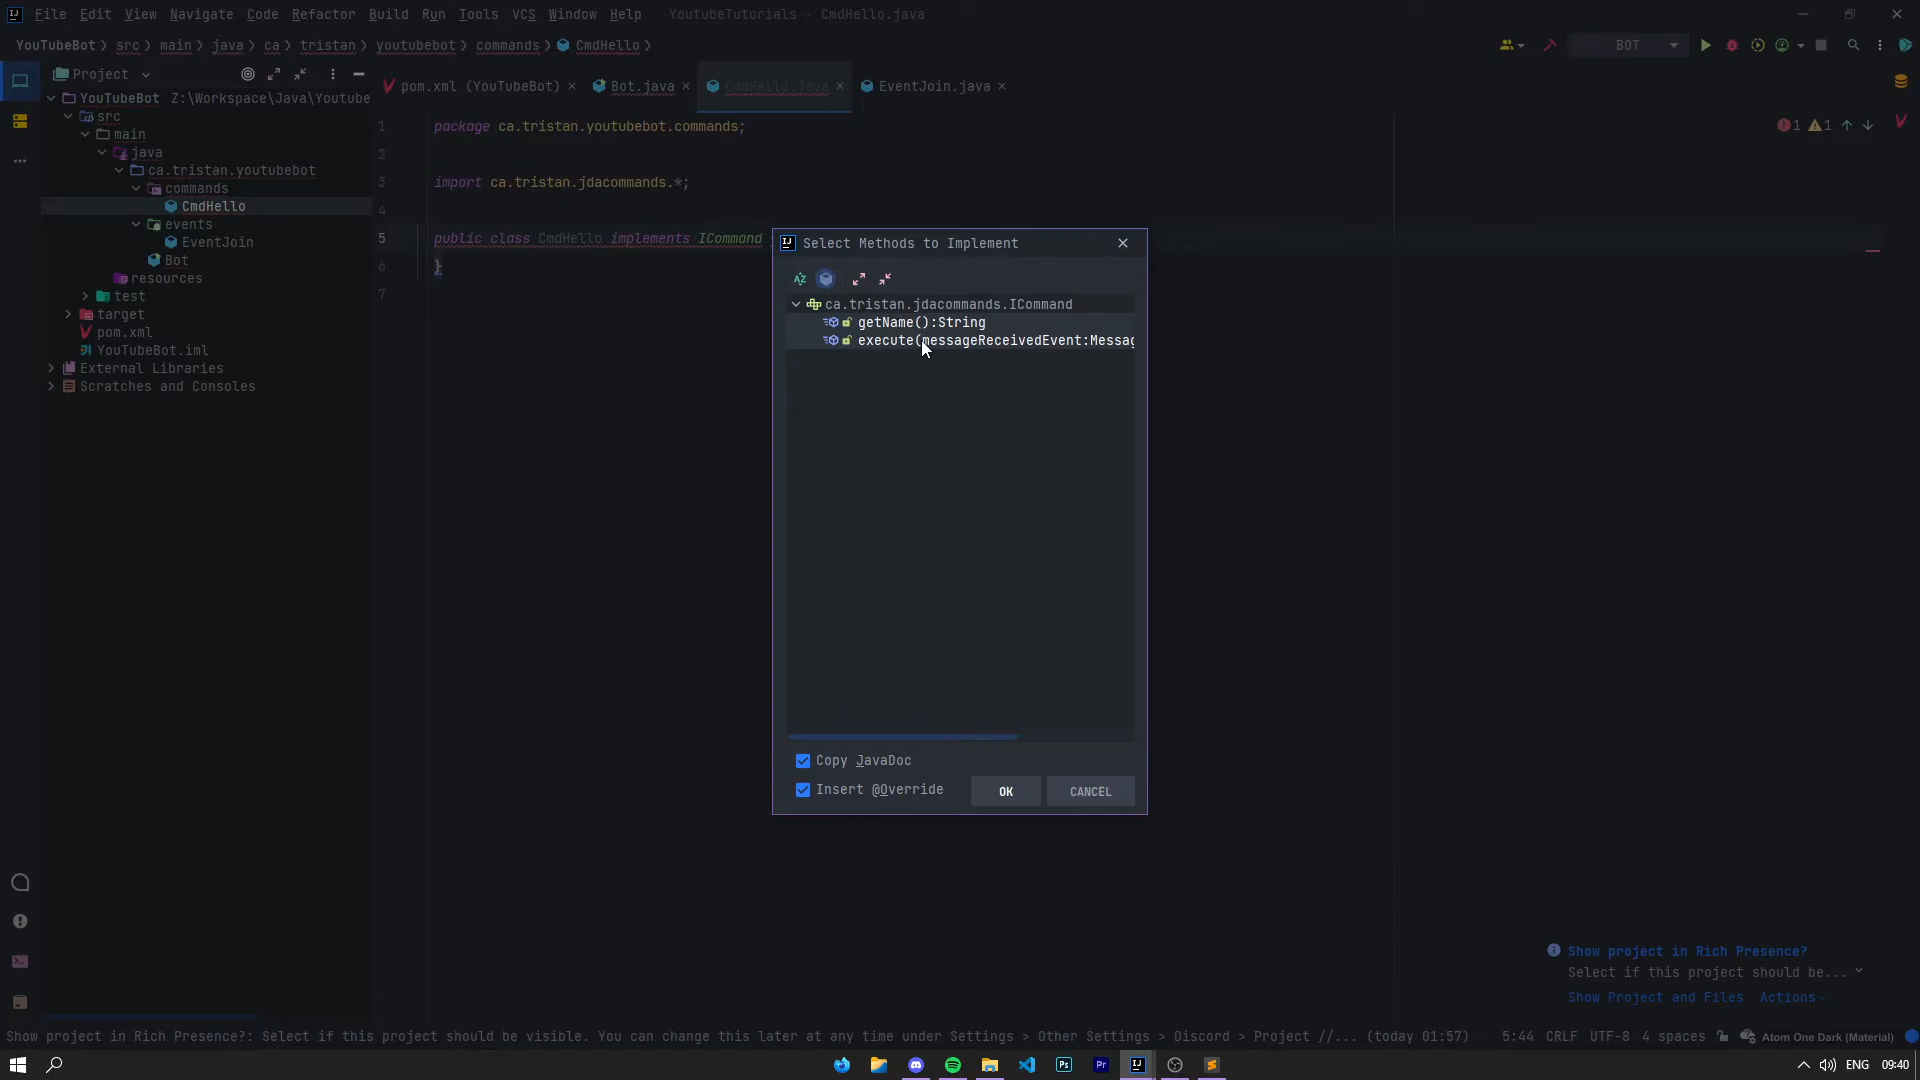 File Edit View Navigate Code Refactor Build Run Tools VCS Window Help YoutubeTutorials - CmdHello.java
YouTubeBot src main java ca tristan youtubebot commands CmdHello
BOT
Project
pom.xml (YouTubeBot)
Bot.java
CmdHello.java
EventJoin.java
YouTubeBot Z:\Workspace\Java\Youtube
src
main
java
ca.tristan.youtubebot
commands
CmdHello
events
EventJoin
Bot
resources
test
target
pom.xml
YouTubeBot.iml
External Libraries
Scratches and Consoles
1 package ca.tristan.youtubebot.commands;
2
3 import ca.tristan.jdacommands.*;
4
5 public class CmdHello implements ICommand
6 }
7
1 1
Select Methods to Implement
ca.tristan.jdacommands.ICommand
getName():String
execute(messageReceivedEvent:Messag
Copy JavaDoc
Insert @Override
OK CANCEL
Show project in Rich Presence?
Select if this project should be...
Show Project and Files Actions
Show project in Rich Presence?: Select if this project should be visible. You can change this later at any time under Settings > Other Settings > Discord > Project //... (today 01:57) 5:44 CRLF UTF-8 4 spaces Atom One Dark (Material)
Ps Pr IJ
ENG 09:40